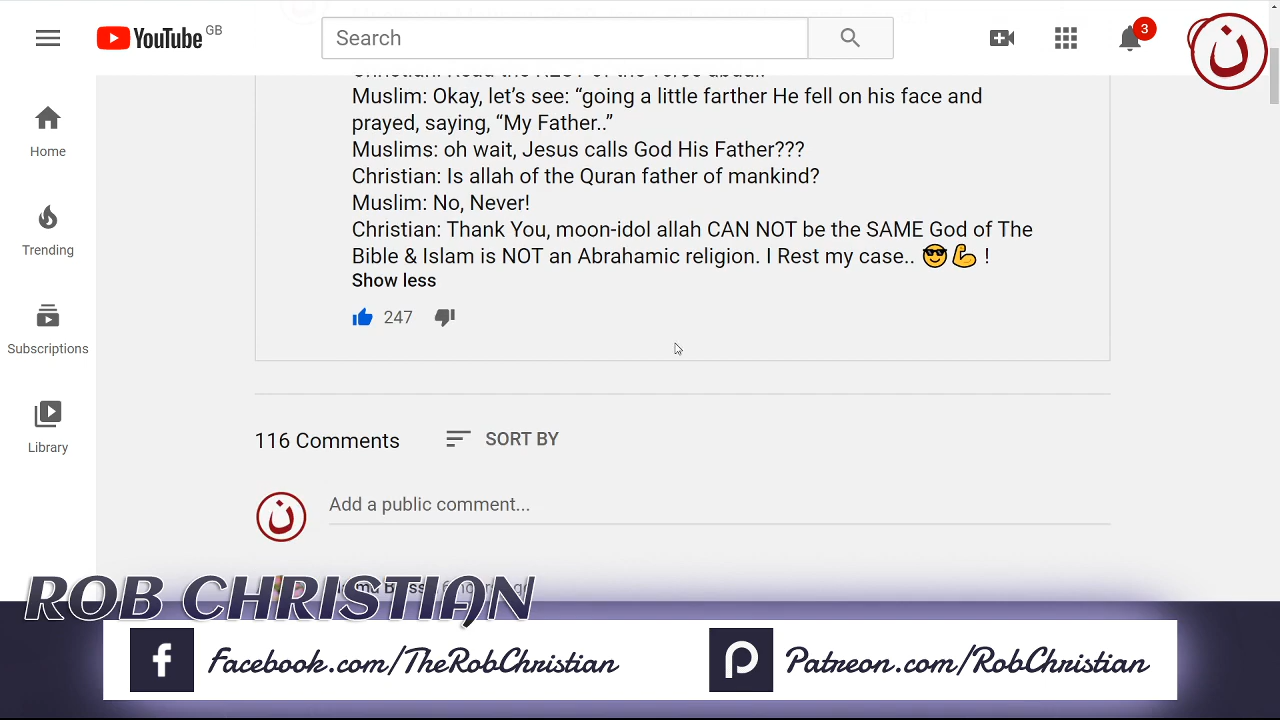 YouTube GB
Search
3
Home
Trending
Subscriptions
Library
Muslim: Okay, let’s see: “going a little farther He fell on his face and
prayed, saying, “My Father..”
Muslims: oh wait, Jesus calls God His Father???
Christian: Is allah of the Quran father of mankind?
Muslim: No, Never!
Christian: Thank You, moon-idol allah CAN NOT be the SAME God of The
Bible & Islam is NOT an Abrahamic religion. I Rest my case.. 😎💪 !
Show less
247
116 Comments
SORT BY
ن
Add a public comment...
ROB CHRISTIAN
Facebook.com/TheRobChristian
Patreon.com/RobChristian